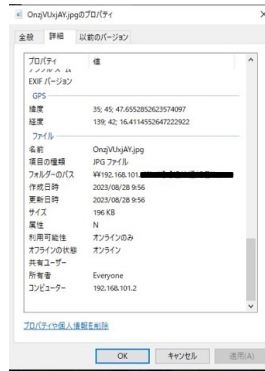 OnzjVUxjAY.jpgのプロパティ
全般 詳細 以前のバージョン
プロパティ 値
EXIF バージョン
GPS
緯度 35; 45; 47.6552852623574097
経度 139; 42; 16.4114552647222922
ファイル
名前 OnzjVUxjAY.jpg
項目の種類 JPG ファイル
フォルダーのパス ¥¥192.168.101.
作成日時 2023/08/28 9:56
更新日時 2023/08/28 9:56
サイズ 196 KB
属性 N
利用可能性 オンラインのみ
オフラインの状態 オンライン
共有ユーザー
所有者 Everyone
コンピューター 192.168.101.2
プロパティや個人情報を削除
OK キャンセル 適用(A)